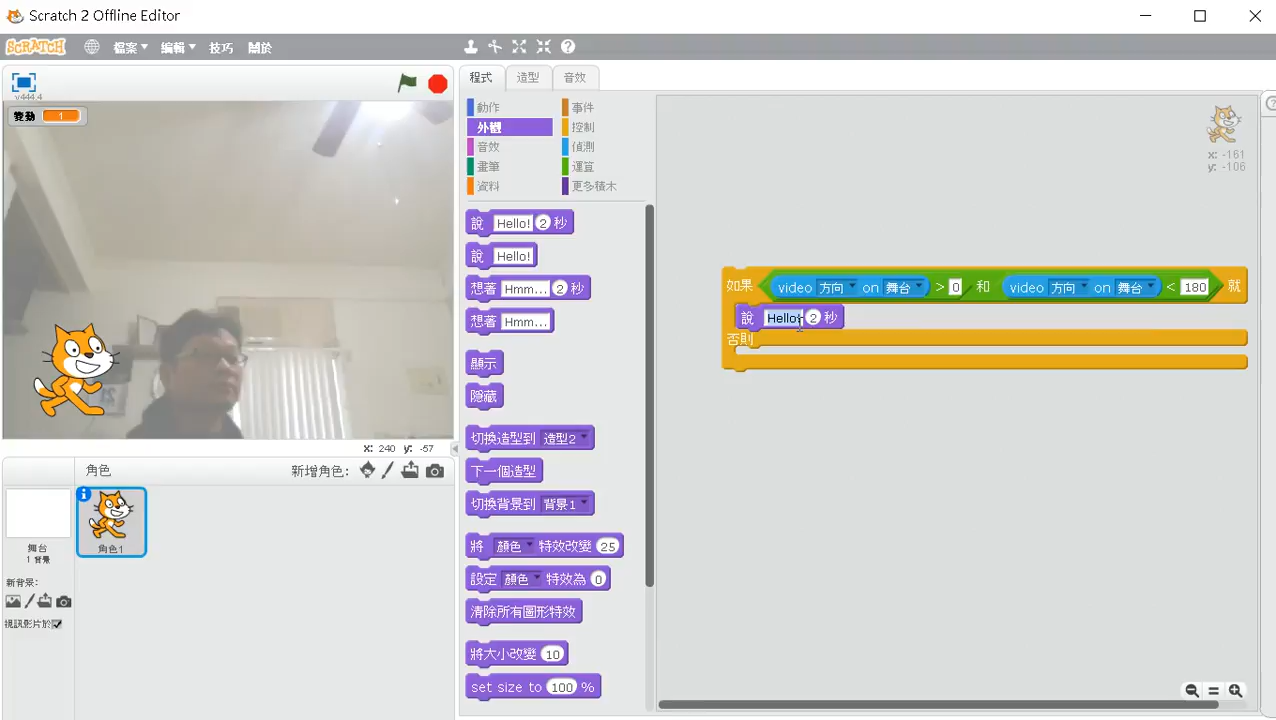 Scratch 2 Offline Editor
SCRATCH 檔案 編輯 技巧 關於
v444.4
變動 1
x: 240 y: -57
角色 新增角色:
舞台
1 背景
新背景:
視訊影片於
角色1
程式 造型 音效
動作 事件
外觀 控制
音效 偵測
畫筆 運算
資料 更多積木
說 Hello! 2 秒
說 Hello!
想著 Hmm... 2 秒
想著 Hmm...
顯示
隱藏
切換造型到 造型2
下一個造型
切換背景到 背景1
將 顏色 特效改變 25
設定 顏色 特效為 0
清除所有圖形特效
將大小改變 10
set size to 100 %
x: -161
y: -106
如果 video 方向 on 舞台 > 0 和 video 方向 on 舞台 < 180 就
說 Hello! 2 秒
否則